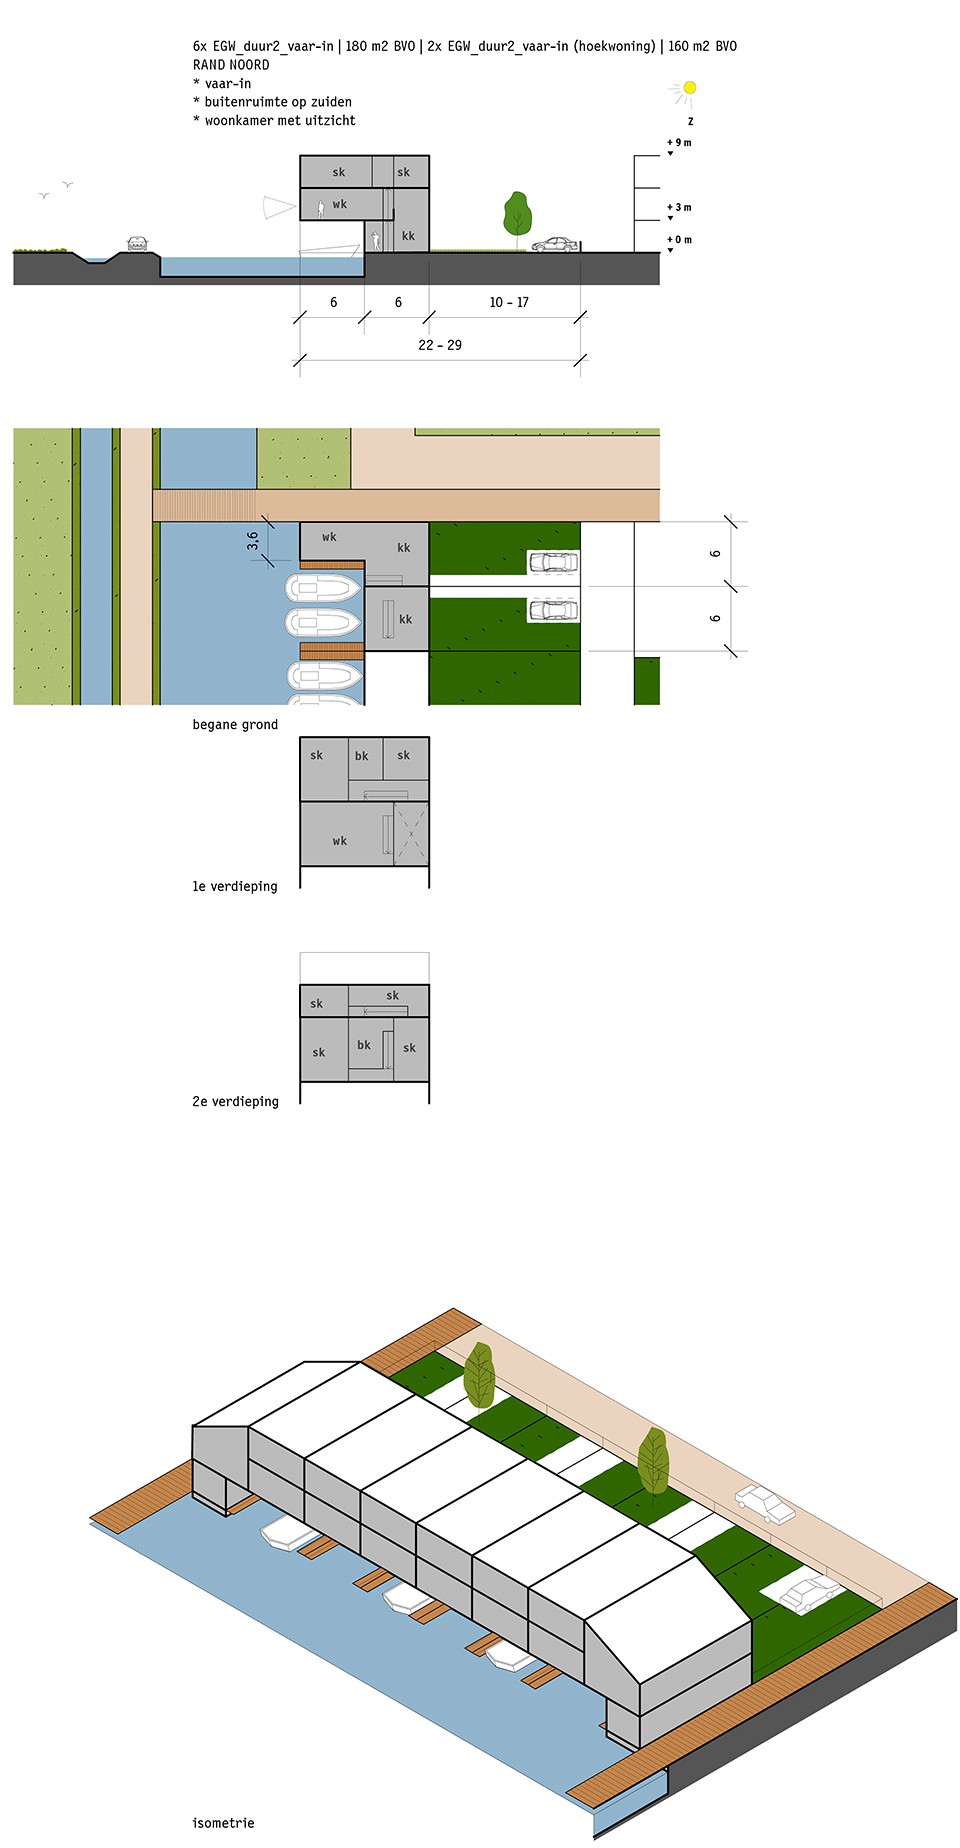 6x EGW_duur2_vaar-in | 180 m2 BVO | 2x EGW_duur2_vaar-in (hoekwoning) | 160 m2 BVO
RAND NOORD
* vaar-in
* buitenruimte op zuiden
* woonkamer met uitzicht
Z
+ 9 m
sk sk
wk
+ 3 m
kk
+ 0 m
6 6 10 - 17
22 - 29
3,6
wk
kk
6
kk
6
begane grond
sk bk sk
wk
1e verdieping
sk sk
sk bk sk
2e verdieping
isometrie